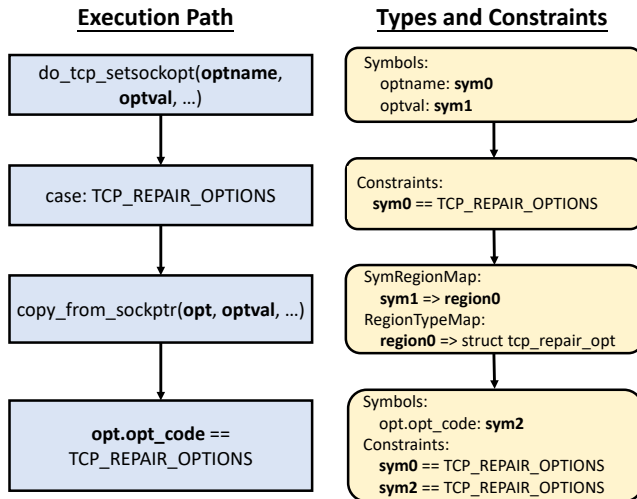 Execution Path
do_tcp_setsockopt(optname,
optval, ...)
case: TCP_REPAIR_OPTIONS
copy_from_sockptr(opt, optval, ...)
opt.opt_code ==
TCP_REPAIR_OPTIONS
Types and Constraints
Symbols:
optname: sym0
optval: sym1
Constraints:
sym0 == TCP_REPAIR_OPTIONS
SymRegionMap:
sym1 => region0
RegionTypeMap:
region0 => struct tcp_repair_opt
Symbols:
opt.opt_code: sym2
Constraints:
sym0 == TCP_REPAIR_OPTIONS
sym2 == TCP_REPAIR_OPTIONS